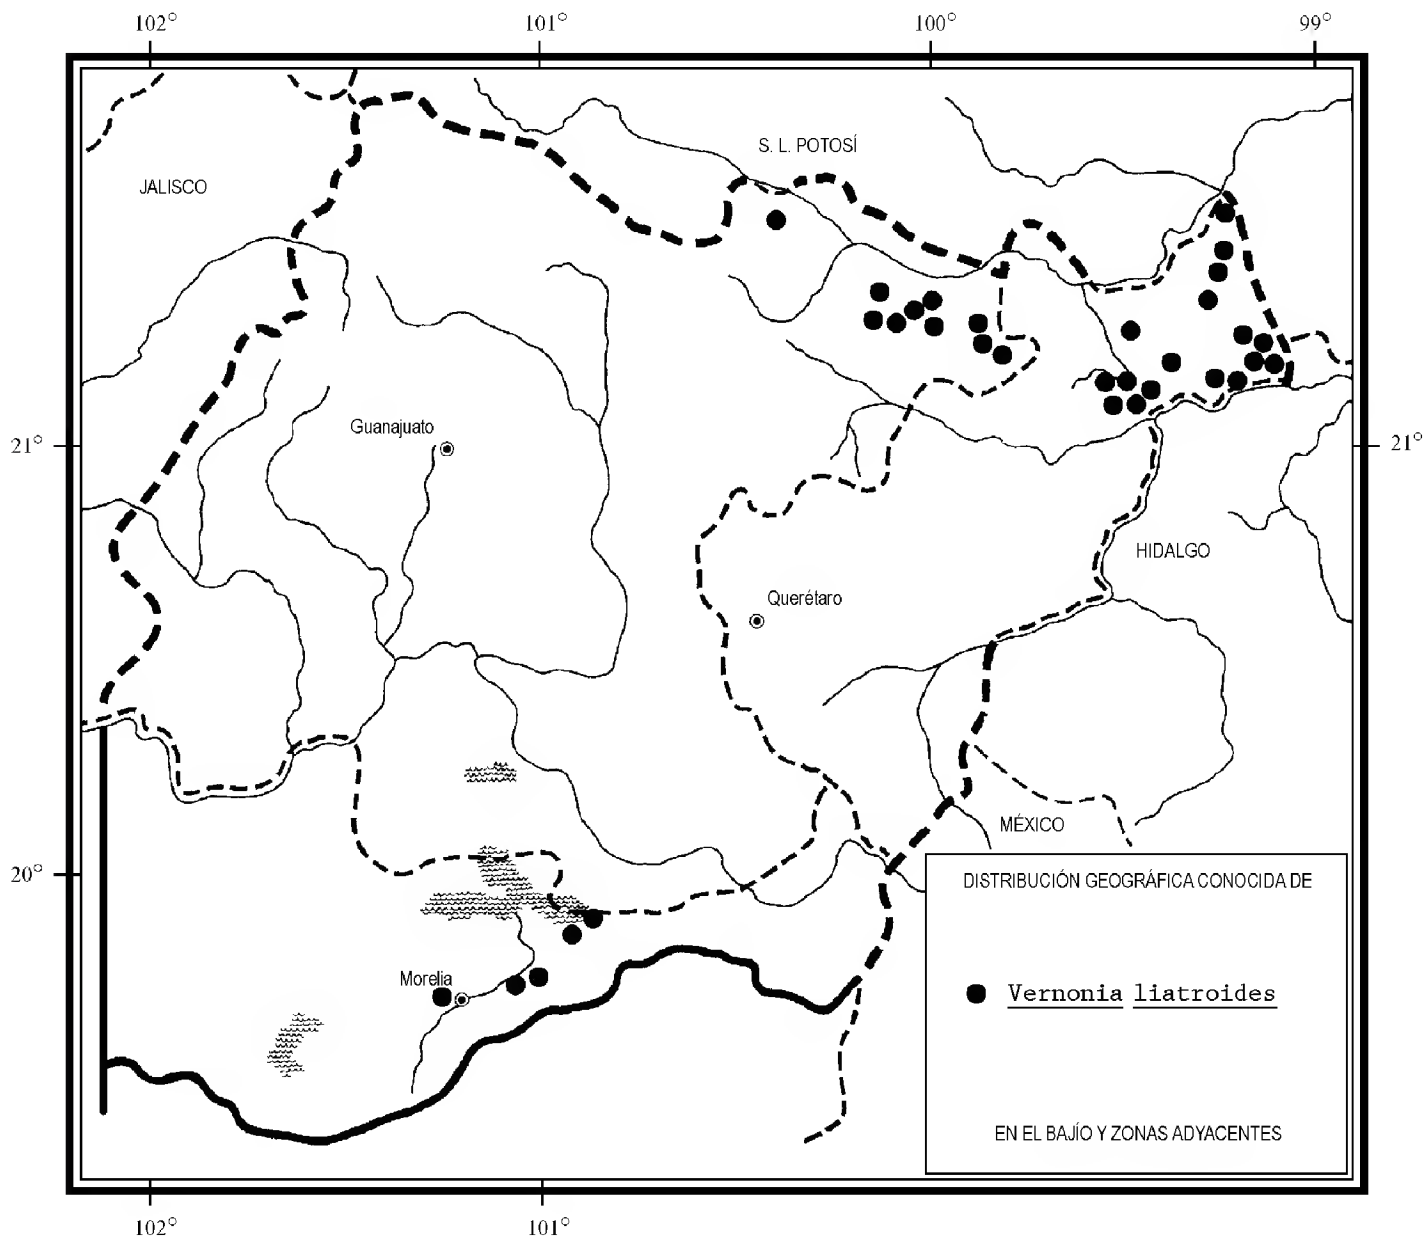 102° 101° 100° 99°
S. L. POTOSÍ
JALISCO
Guanajuato
21° 21°
HIDALGO
Querétaro
MÉXICO
20°
DISTRIBUCIÓN GEOGRÁFICA CONOCIDA DE
Morelia
Vernonia liatroides
EN EL BAJÍO Y ZONAS ADYACENTES
102° 101°